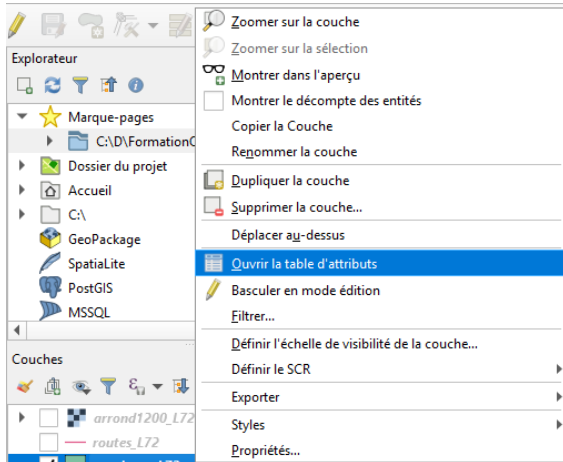 Explorateur
Marque-pages
C:\D\Formation
Dossier du projet
Accueil
C:\
GeoPackage
SpatiaLite
PostGIS
MSSQL
Couches
arrond1200_L72
routes_L72
Zoomer sur la couche
Zoomer sur la sélection
Montrer dans l'aperçu
Montrer le décompte des entités
Copier la Couche
Renommer la couche
Dupliquer la couche
Supprimer la couche...
Déplacer au-dessus
Ouvrir la table d'attributs
Basculer en mode édition
Filtrer...
Définir l'échelle de visibilité de la couche...
Définir le SCR
Exporter
Styles
Propriétés...